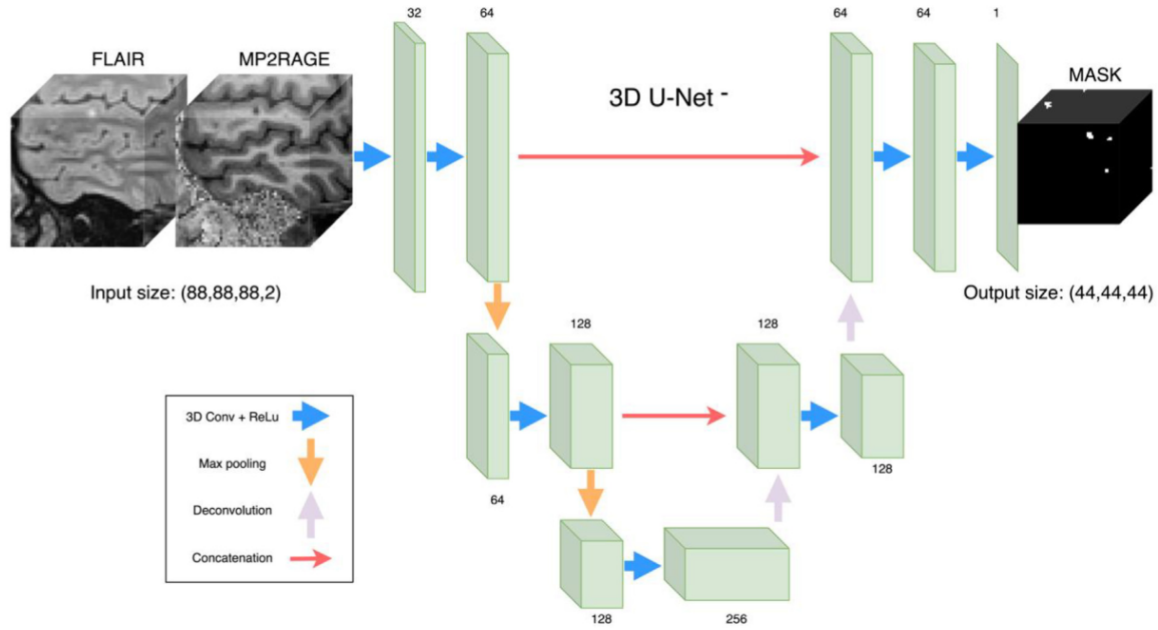 32
64
64
64
1
FLAIR
MP2RAGE
3D U-Net -
MASK
Input size: (88,88,88,2)
Output size: (44,44,44)
128
128
3D Conv + ReLu
Max pooling
Deconvolution
Concatenation
64
128
128
256